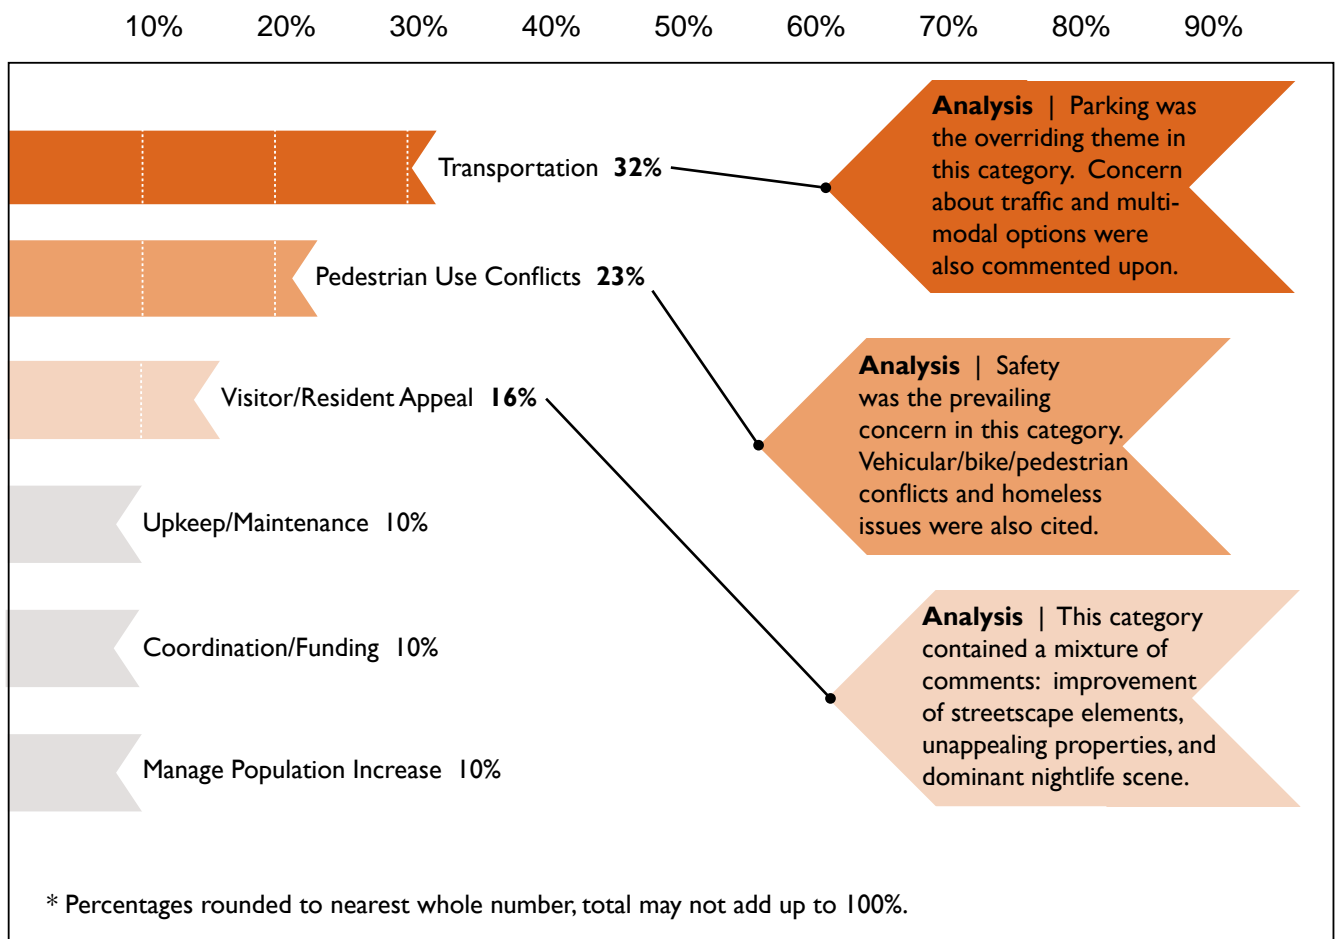 10% 20% 30% 40% 50% 60% 70% 80% 90%
Transportation 32%
Analysis | Parking was
the overriding theme in
this category. Concern
about traffic and multi-
modal options were
also commented upon.
Pedestrian Use Conflicts 23%
Analysis | Safety
was the prevailing
concern in this category.
Vehicular/bike/pedestrian
conflicts and homeless
issues were also cited.
Visitor/Resident Appeal 16%
Analysis | This category
contained a mixture of
comments: improvement
of streetscape elements,
unappealing properties, and
dominant nightlife scene.
Upkeep/Maintenance 10%
Coordination/Funding 10%
Manage Population Increase 10%
* Percentages rounded to nearest whole number, total may not add up to 100%.